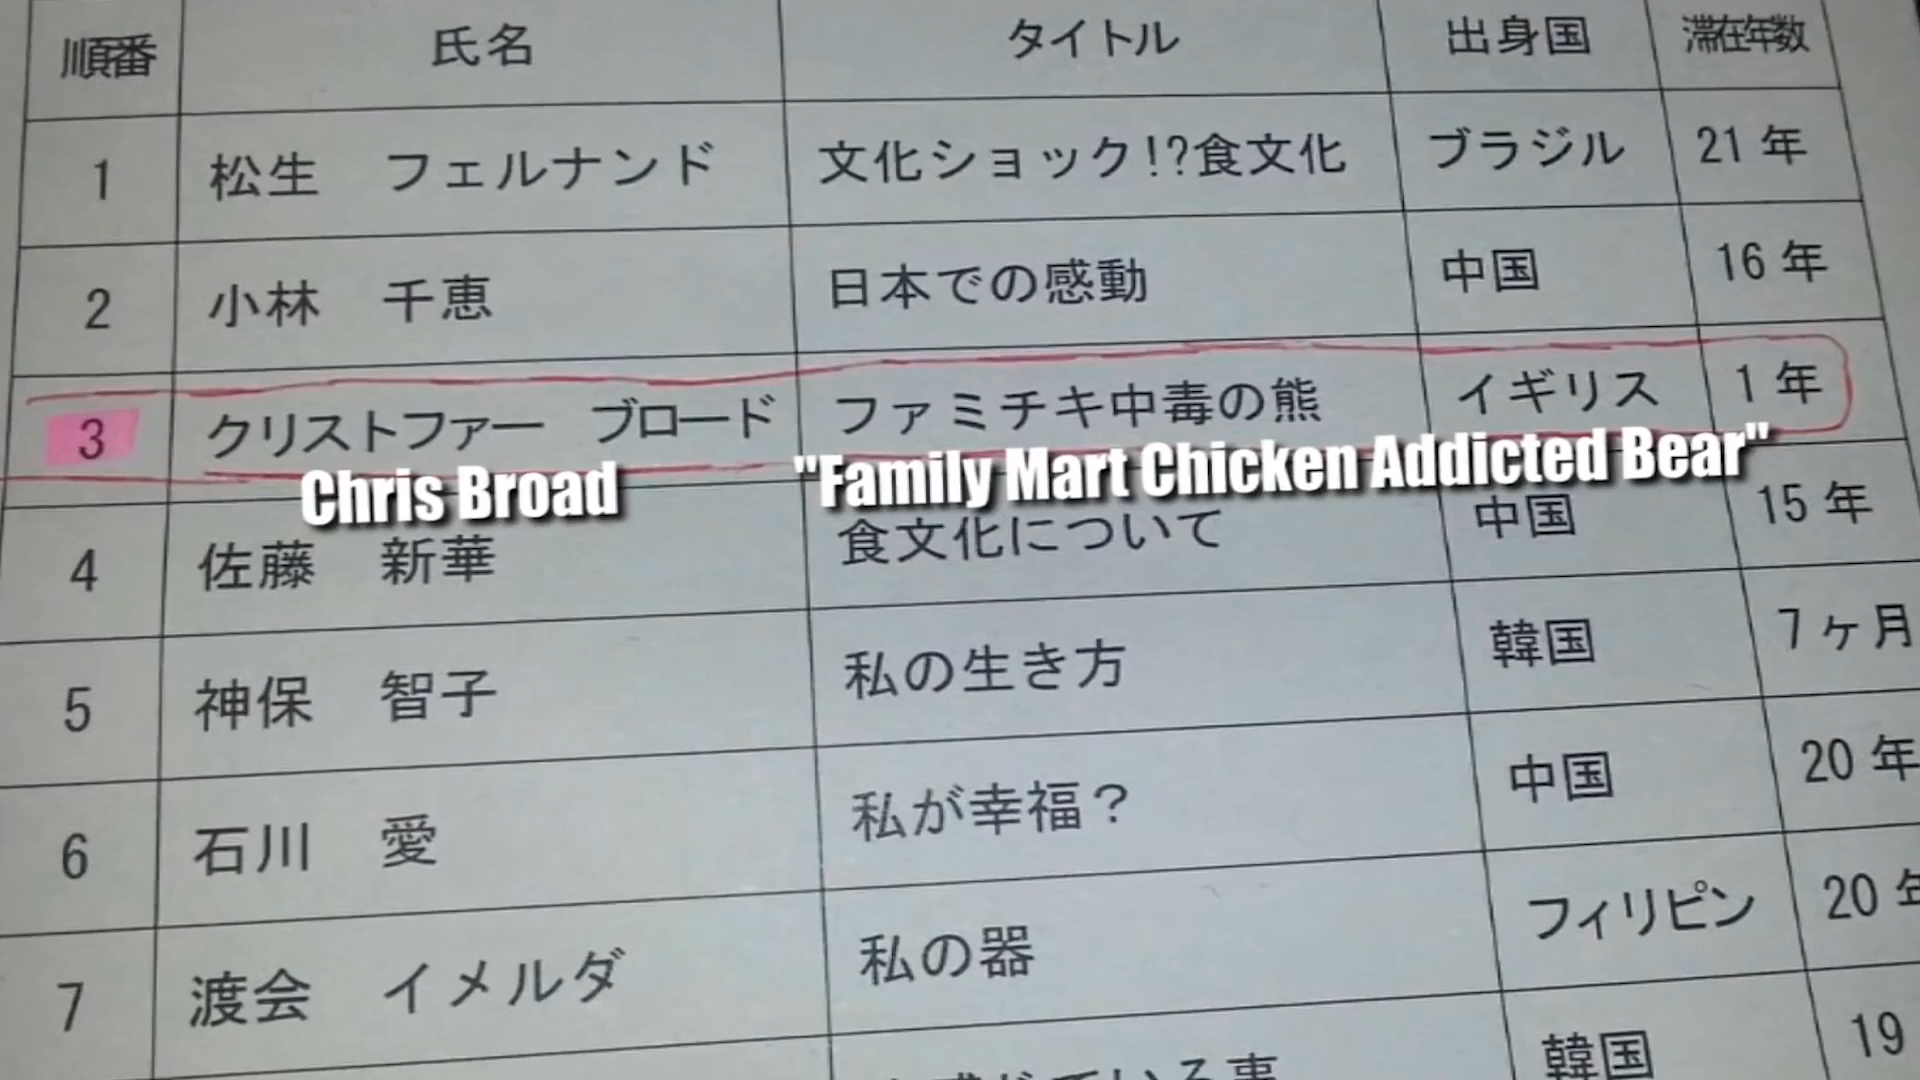 順番 氏名 タイトル 出身国 滞在年数
1 松生 フェルナンド 文化ショック!?食文化 ブラジル 21年
2 小林 千恵 日本での感動 中国 16年
3 クリストファー ブロード ファミチキ中毒の熊 イギリス 1年
Chris Broad "Family Mart Chicken Addicted Bear"
4 佐藤 新華 食文化について 中国 15年
5 神保 智子 私の生き方 韓国 7ヶ月
6 石川 愛 私が幸福? 中国 20年
7 渡会 イメルダ 私の器 フィリピン 20年
ている事 韓国 19